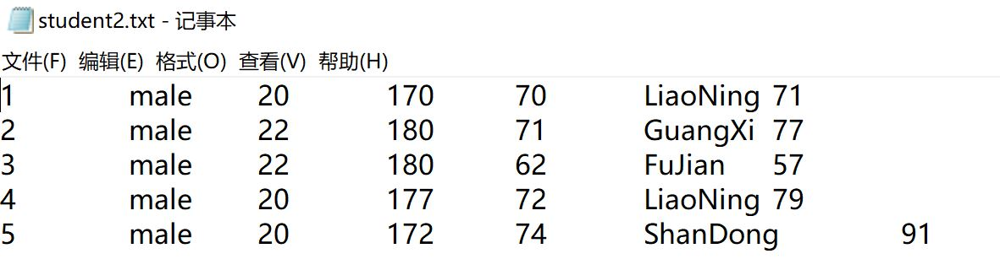 student2.txt - 记事本
文件(F) 编辑(E) 格式(O) 查看(V) 帮助(H)
1 male 20 170 70 LiaoNing 71
2 male 22 180 71 GuangXi 77
3 male 22 180 62 FuJian 57
4 male 20 177 72 LiaoNing 79
5 male 20 172 74 ShanDong 91